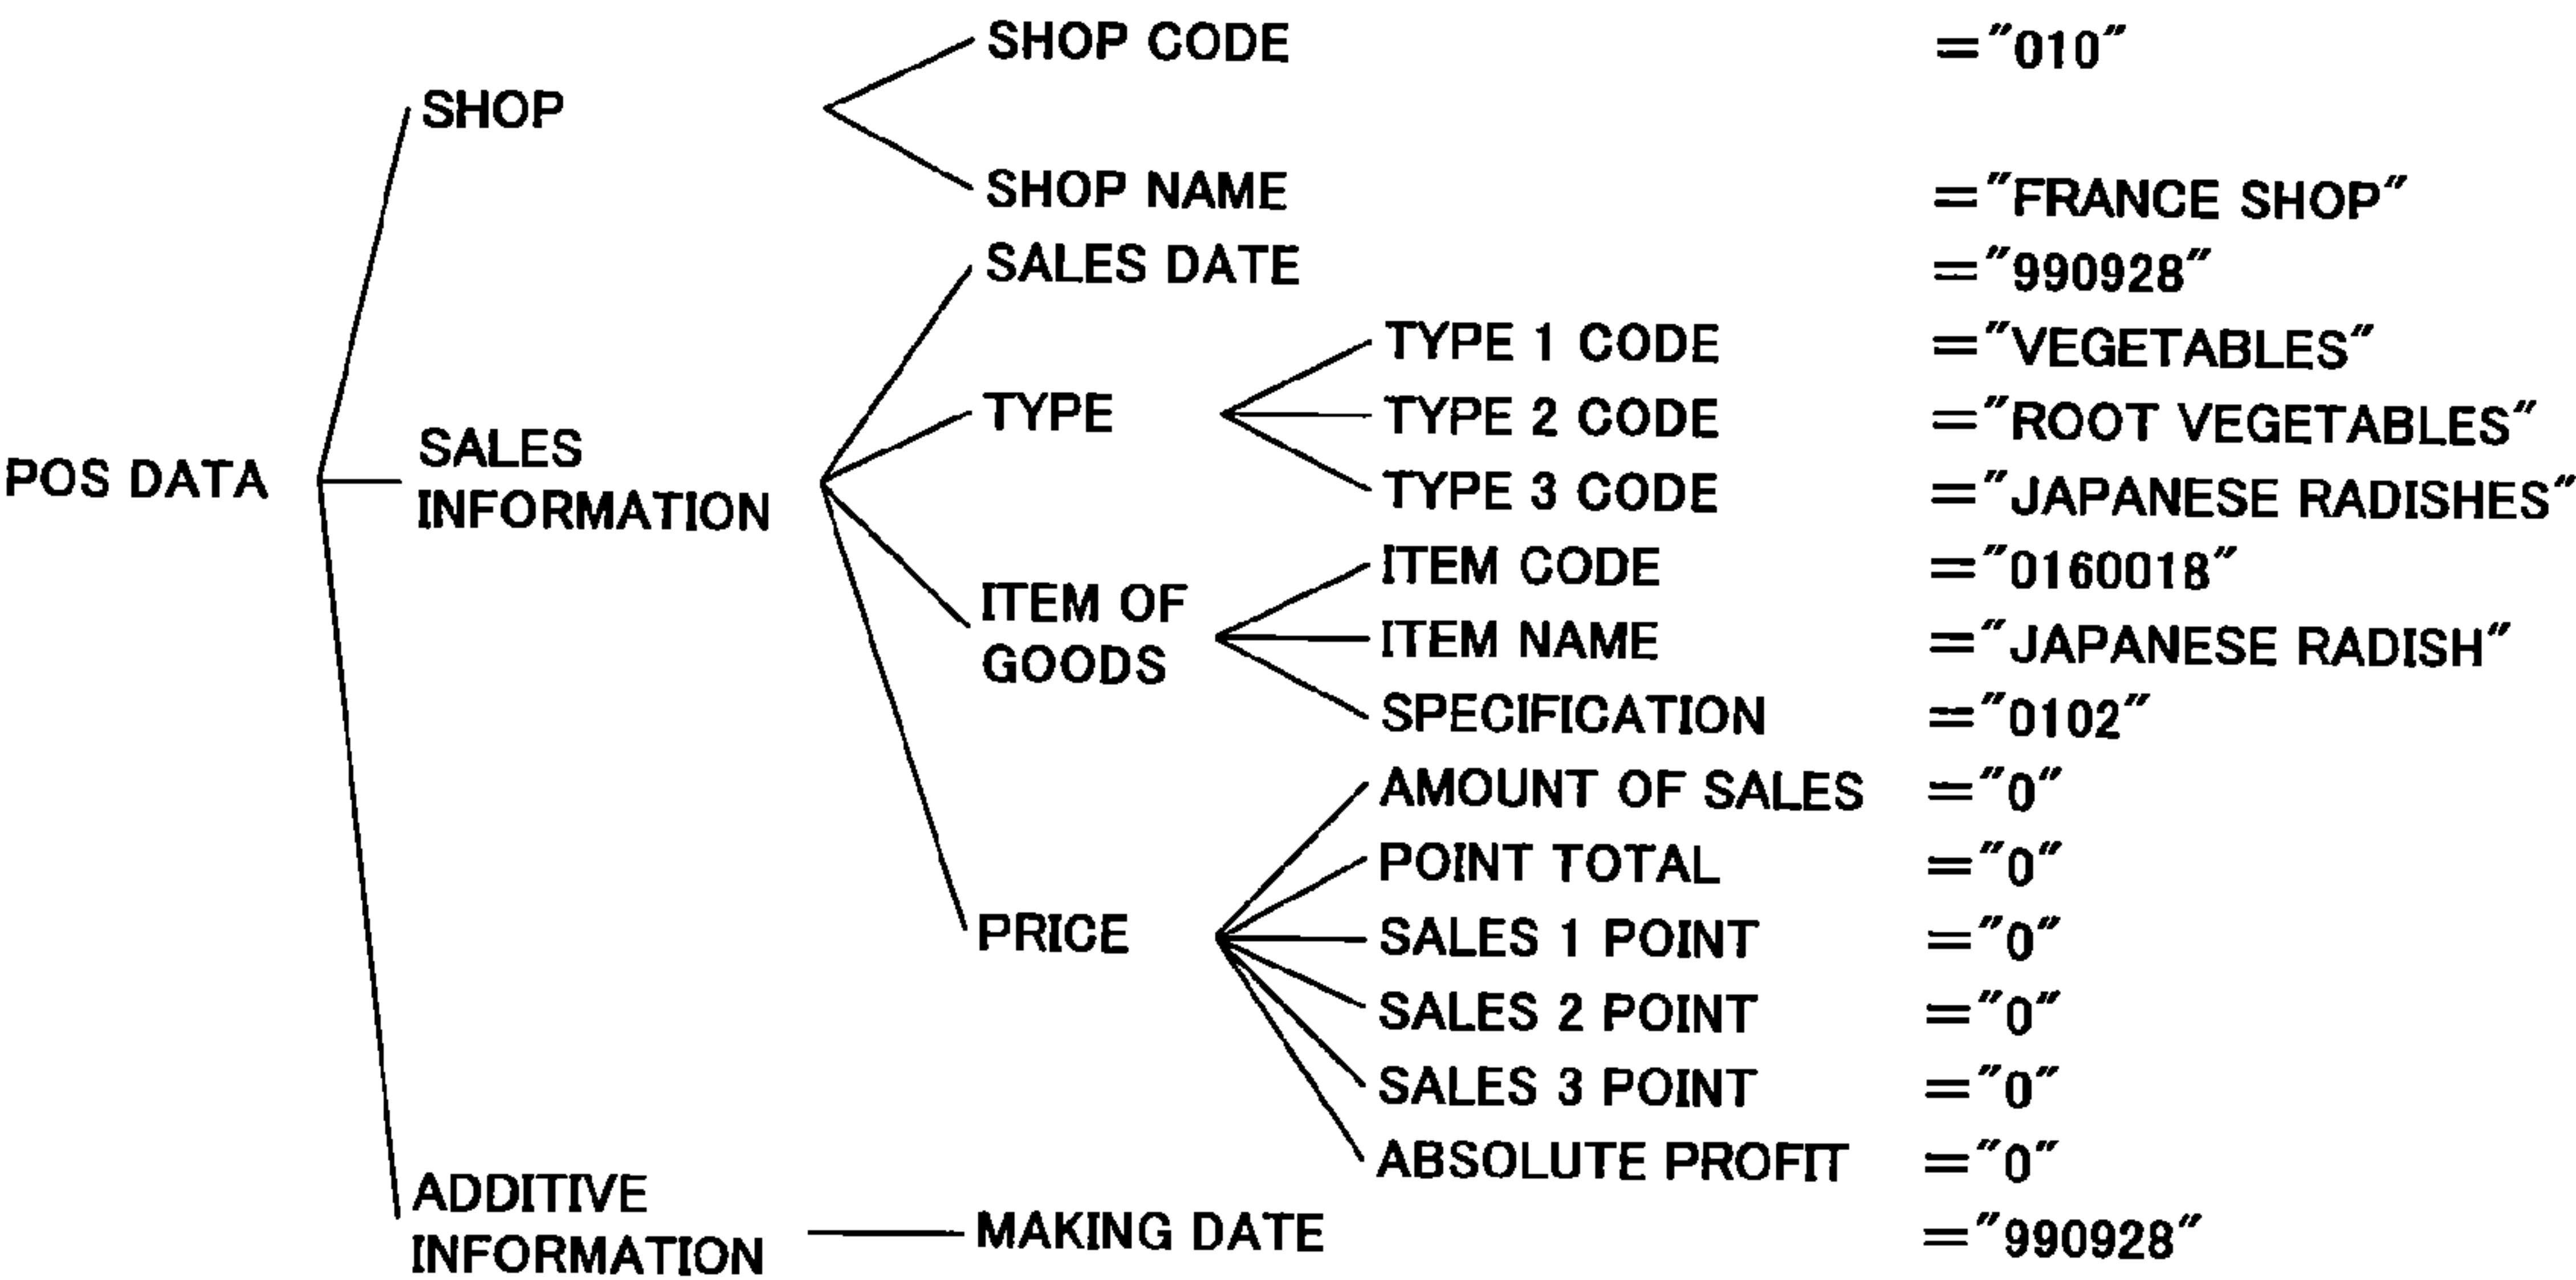 SHOP CODE ="010"
SHOP
SHOP NAME ="FRANCE SHOP"
SALES DATE ="990928"
TYPE 1 CODE ="VEGETABLES"
TYPE TYPE 2 CODE ="ROOT VEGETABLES"
POS DATA
SALES
INFORMATION
TYPE 3 CODE ="JAPANESE RADISHES"
ITEM CODE ="0160018"
ITEM OF
GOODS
ITEM NAME ="JAPANESE RADISH"
SPECIFICATION ="0102"
AMOUNT OF SALES ="0"
POINT TOTAL ="0"
PRICE SALES 1 POINT ="0"
SALES 2 POINT ="0"
SALES 3 POINT ="0"
ABSOLUTE PROFIT ="0"
ADDITIVE
INFORMATION
MAKING DATE ="990928"